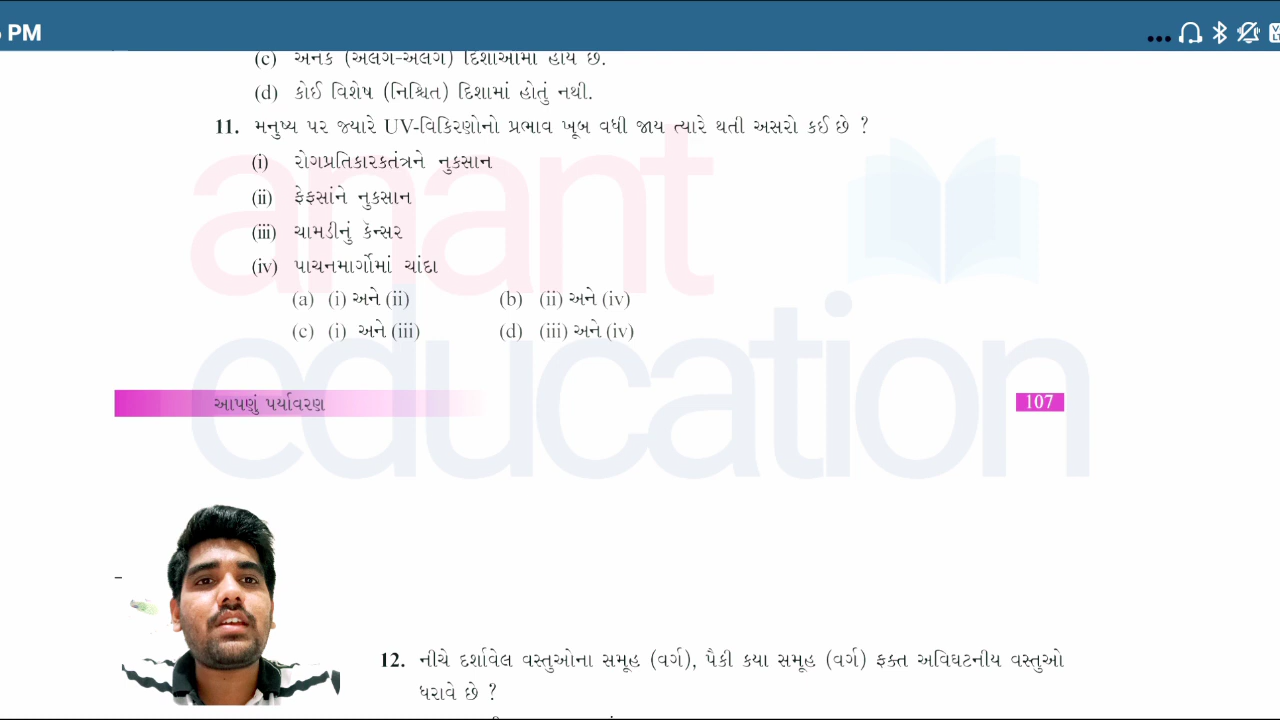 PM
(c) અનેક (અલગ-અલગ) દિશાઓમાં હોય છે.
(d) કોઈ વિશેષ (નિશ્ચિત) દિશામાં હોતું નથી.
11. મનુષ્ય પર જ્યારે UV-વિકિરણોનો પ્રભાવ ખૂબ વધી જાય ત્યારે થતી અસરો કઈ છે ?
(i) રોગપ્રતિકારકતંત્રને નુકસાન
(ii) ફેફસાંને નુકસાન
(iii) ચામડીનું કૅન્સર
(iv) પાચનમાર્ગોમાં ચાંદા
(a) (i) અને (ii) (b) (ii) અને (iv)
(c) (i) અને (iii) (d) (iii) અને (iv)
anant
education
આપણું પર્યાવરણ 107
12. નીચે દર્શાવેલ વસ્તુઓના સમૂહ (વર્ગ), પૈકી કયા સમૂહ (વર્ગ) ફક્ત અવિઘટનીય વસ્તુઓ
ધરાવે છે ?